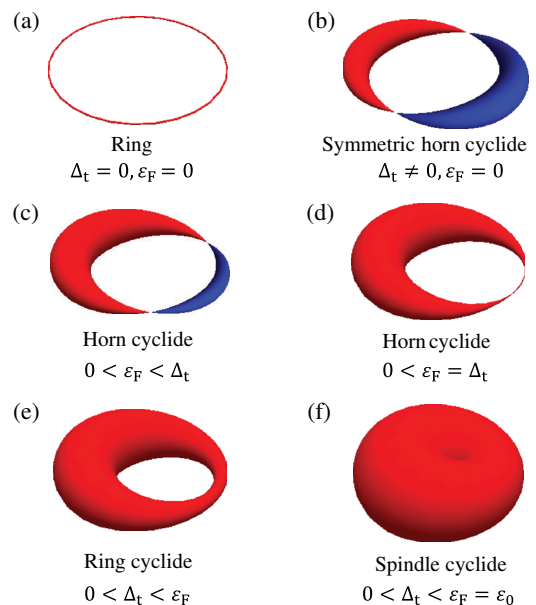 (a)
Ring
Δt = 0, εF = 0
(b)
Symmetric horn cyclide
Δt ≠ 0, εF = 0
(c)
Horn cyclide
0 < εF < Δt
(d)
Horn cyclide
0 < εF = Δt
(e)
Ring cyclide
0 < Δt < εF
(f)
Spindle cyclide
0 < Δt < εF = ε0